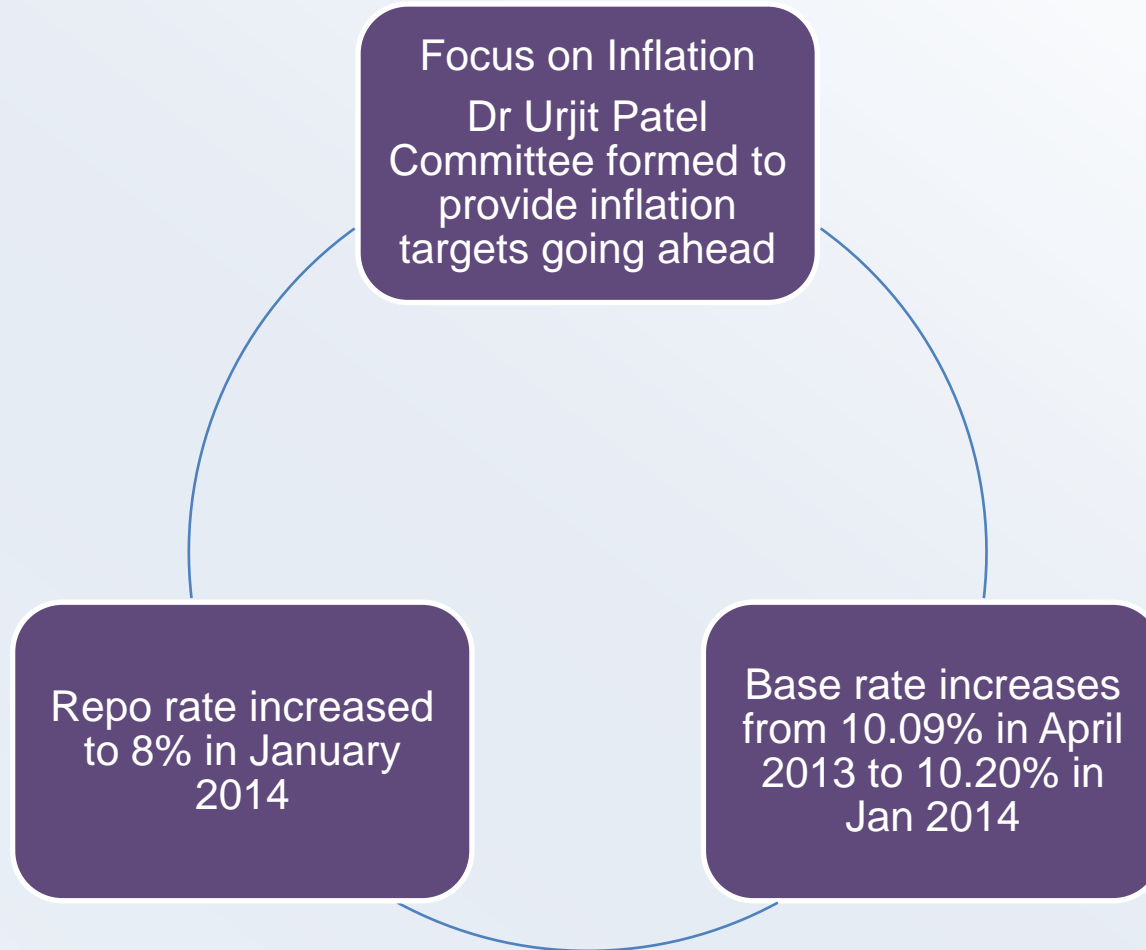 Focus on Inflation
Dr Urjit Patel
Committee formed to
provide inflation
targets going ahead
Repo rate increased
to 8% in January
2014
Base rate increases
from 10.09% in April
2013 to 10.20% in
Jan 2014